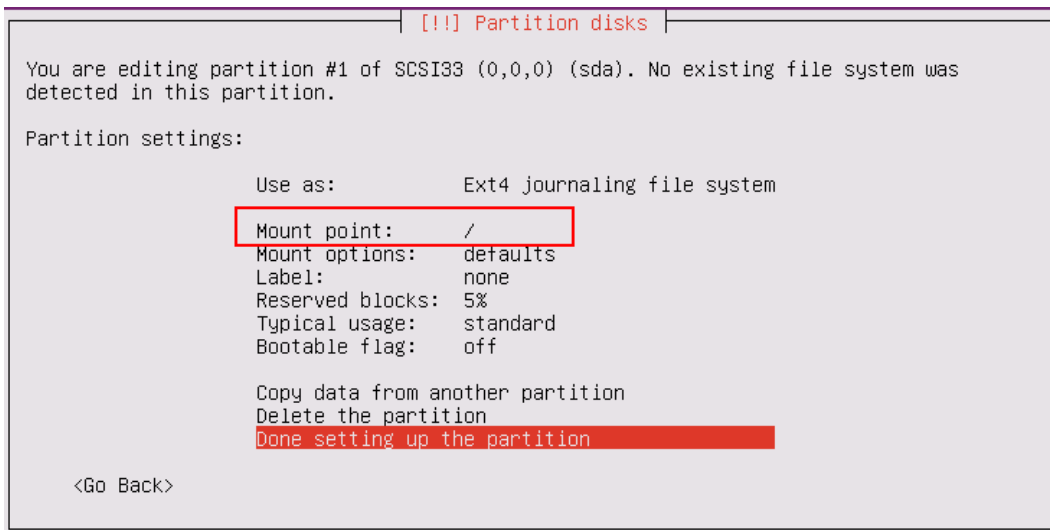 [!!] Partition disks
You are editing partition #1 of SCSI33 (0,0,0) (sda). No existing file system was
detected in this partition.
Partition settings:
Use as: Ext4 journaling file system
Mount point: /
Mount options: defaults
Label: none
Reserved blocks: 5%
Typical usage: standard
Bootable flag: off
Copy data from another partition
Delete the partition
Done setting up the partition
<Go Back>